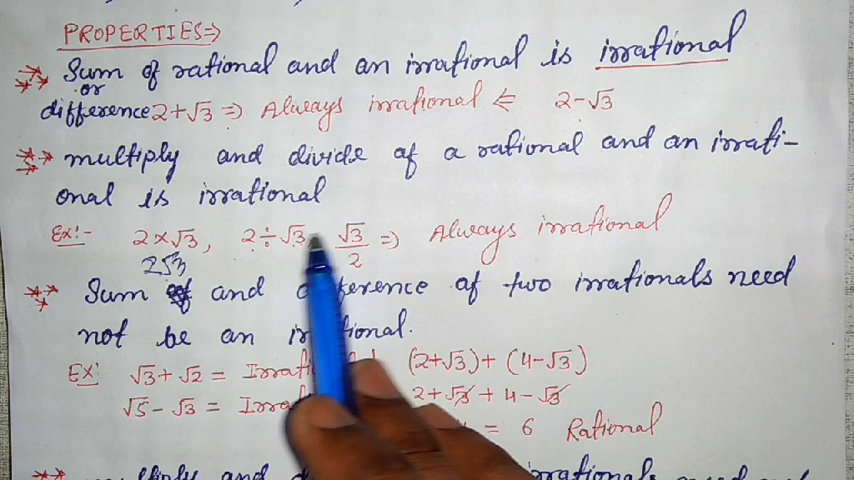 PROPERTIES⇒
Sum of rational and an irrational is irrational
or
difference 2+√3 ⇒ Always irrational ⇐ 2-√3
multiply and divide of a rational and an irrati-
onal is irrational
Ex:- 2×√3, 2÷√3 √3/2 ⇒ Always irrational
2√3
Sum and of two irrationals need
not be an
Ex: √3+√2 = (2+√3)+(4-√3)
√5-√3 = 2+√3+4-√3
= 6 Rational
and